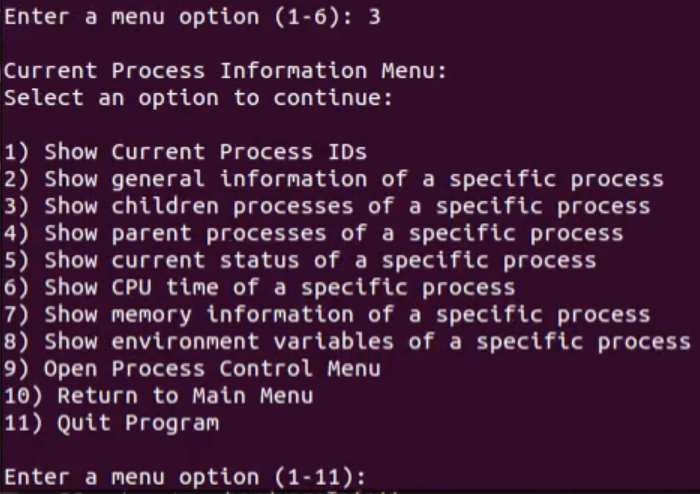 Enter a menu option (1-6): 3
Current Process Information Menu:
Select an option to continue:
1) Show Current Process IDs
2) Show general information of a specific process
3) Show children processes of a specific process
4) Show parent processes of a specific process
5) Show current status of a specific process
6) Show CPU time of a specific process
7) Show memory information of a specific process
8) Show environment variables of a specific process
9) Open Process Control Menu
10) Return to Main Menu
11) Quit Program
Enter a menu option (1-11):